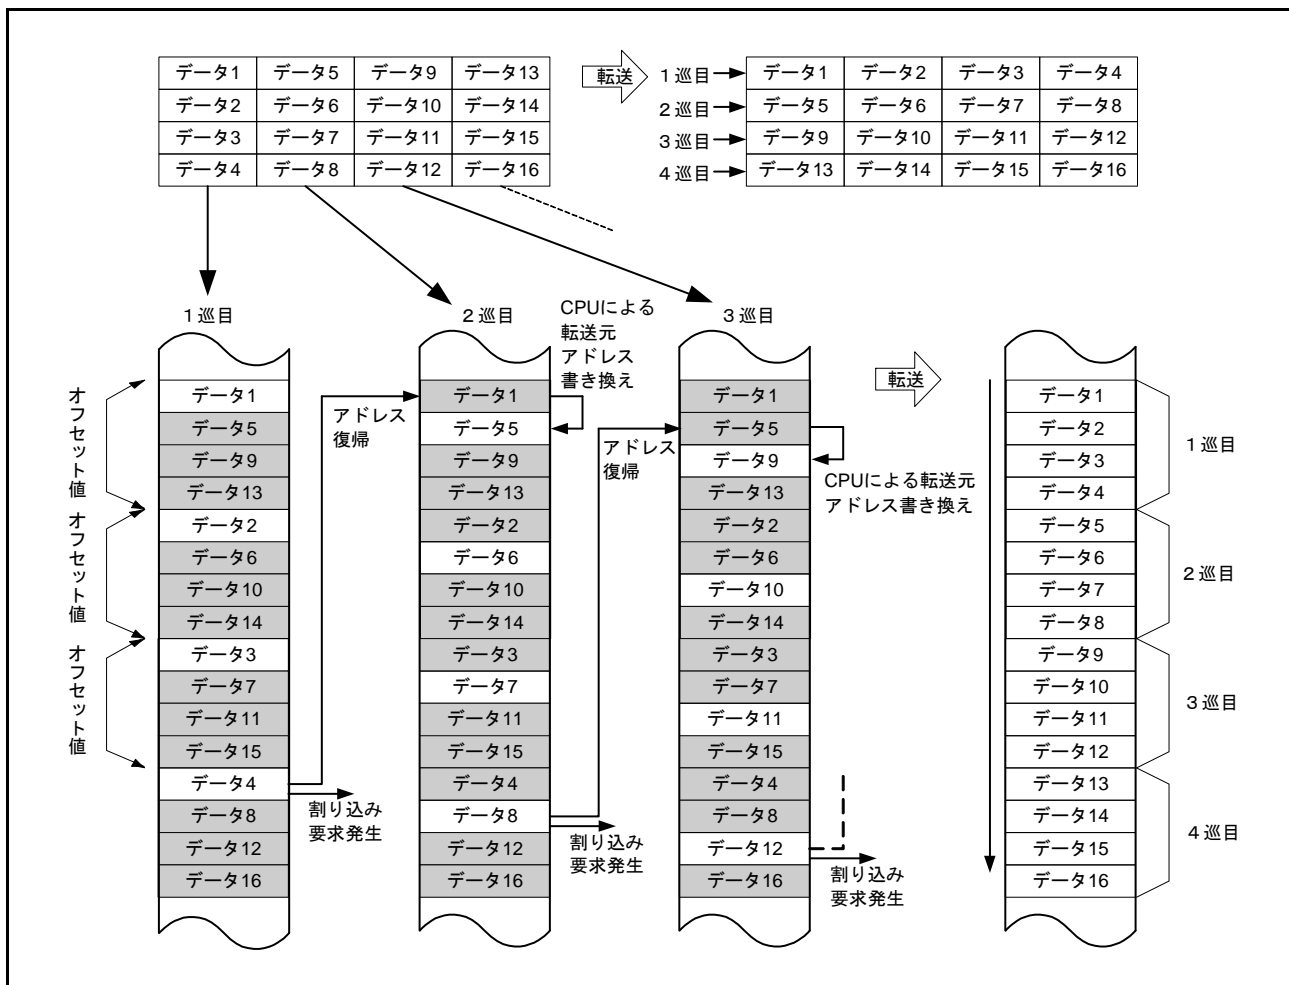 データ1 データ5 データ9 データ13
データ2 データ6 データ10 データ14
データ3 データ7 データ11 データ15
データ4 データ8 データ12 データ16
転送
1巡目 データ1 データ2 データ3 データ4
2巡目 データ5 データ6 データ7 データ8
3巡目 データ9 データ10 データ11 データ12
4巡目 データ13 データ14 データ15 データ16
1巡目
データ1
データ5
データ9
データ13
データ2
データ6
データ10
データ14
データ3
データ7
データ11
データ15
データ4
データ8
データ12
データ16
オフセット値
オフセット値
オフセット値
アドレス
復帰
割り込み
要求発生
2巡目
CPUによる
転送元
アドレス
書き換え
データ1
データ5
データ9
データ13
データ2
データ6
データ10
データ14
データ3
データ7
データ11
データ15
データ4
データ8
データ12
データ16
アドレス
復帰
割り込み
要求発生
3巡目
データ1
データ5
データ9
データ13
データ2
データ6
データ10
データ14
データ3
データ7
データ11
データ15
データ4
データ8
データ12
データ16
CPUによる転送元
アドレス書き換え
割り込み
要求発生
転送
データ1
データ2
データ3
データ4
データ5
データ6
データ7
データ8
データ9
データ10
データ11
データ12
データ13
データ14
データ15
データ16
1巡目
2巡目
3巡目
4巡目